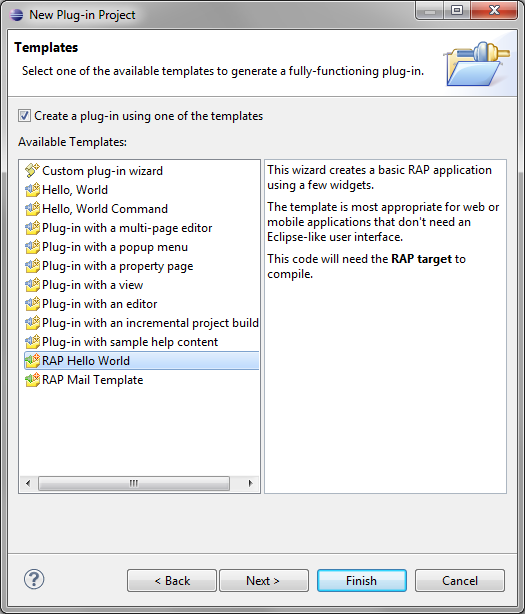 New Plug-in Project
Templates
Select one of the available templates to generate a fully-functioning plug-in.
Create a plug-in using one of the templates
Available Templates:
Custom plug-in wizard
Hello, World
Hello, World Command
Plug-in with a multi-page editor
Plug-in with a popup menu
Plug-in with a property page
Plug-in with a view
Plug-in with an editor
Plug-in with an incremental project build
Plug-in with sample help content
RAP Hello World
RAP Mail Template
This wizard creates a basic RAP application
using a few widgets.
The template is most appropriate for web or
mobile applications that don't need an
Eclipse-like user interface.
This code will need the RAP target to
compile.
?
< Back
Next >
Finish
Cancel